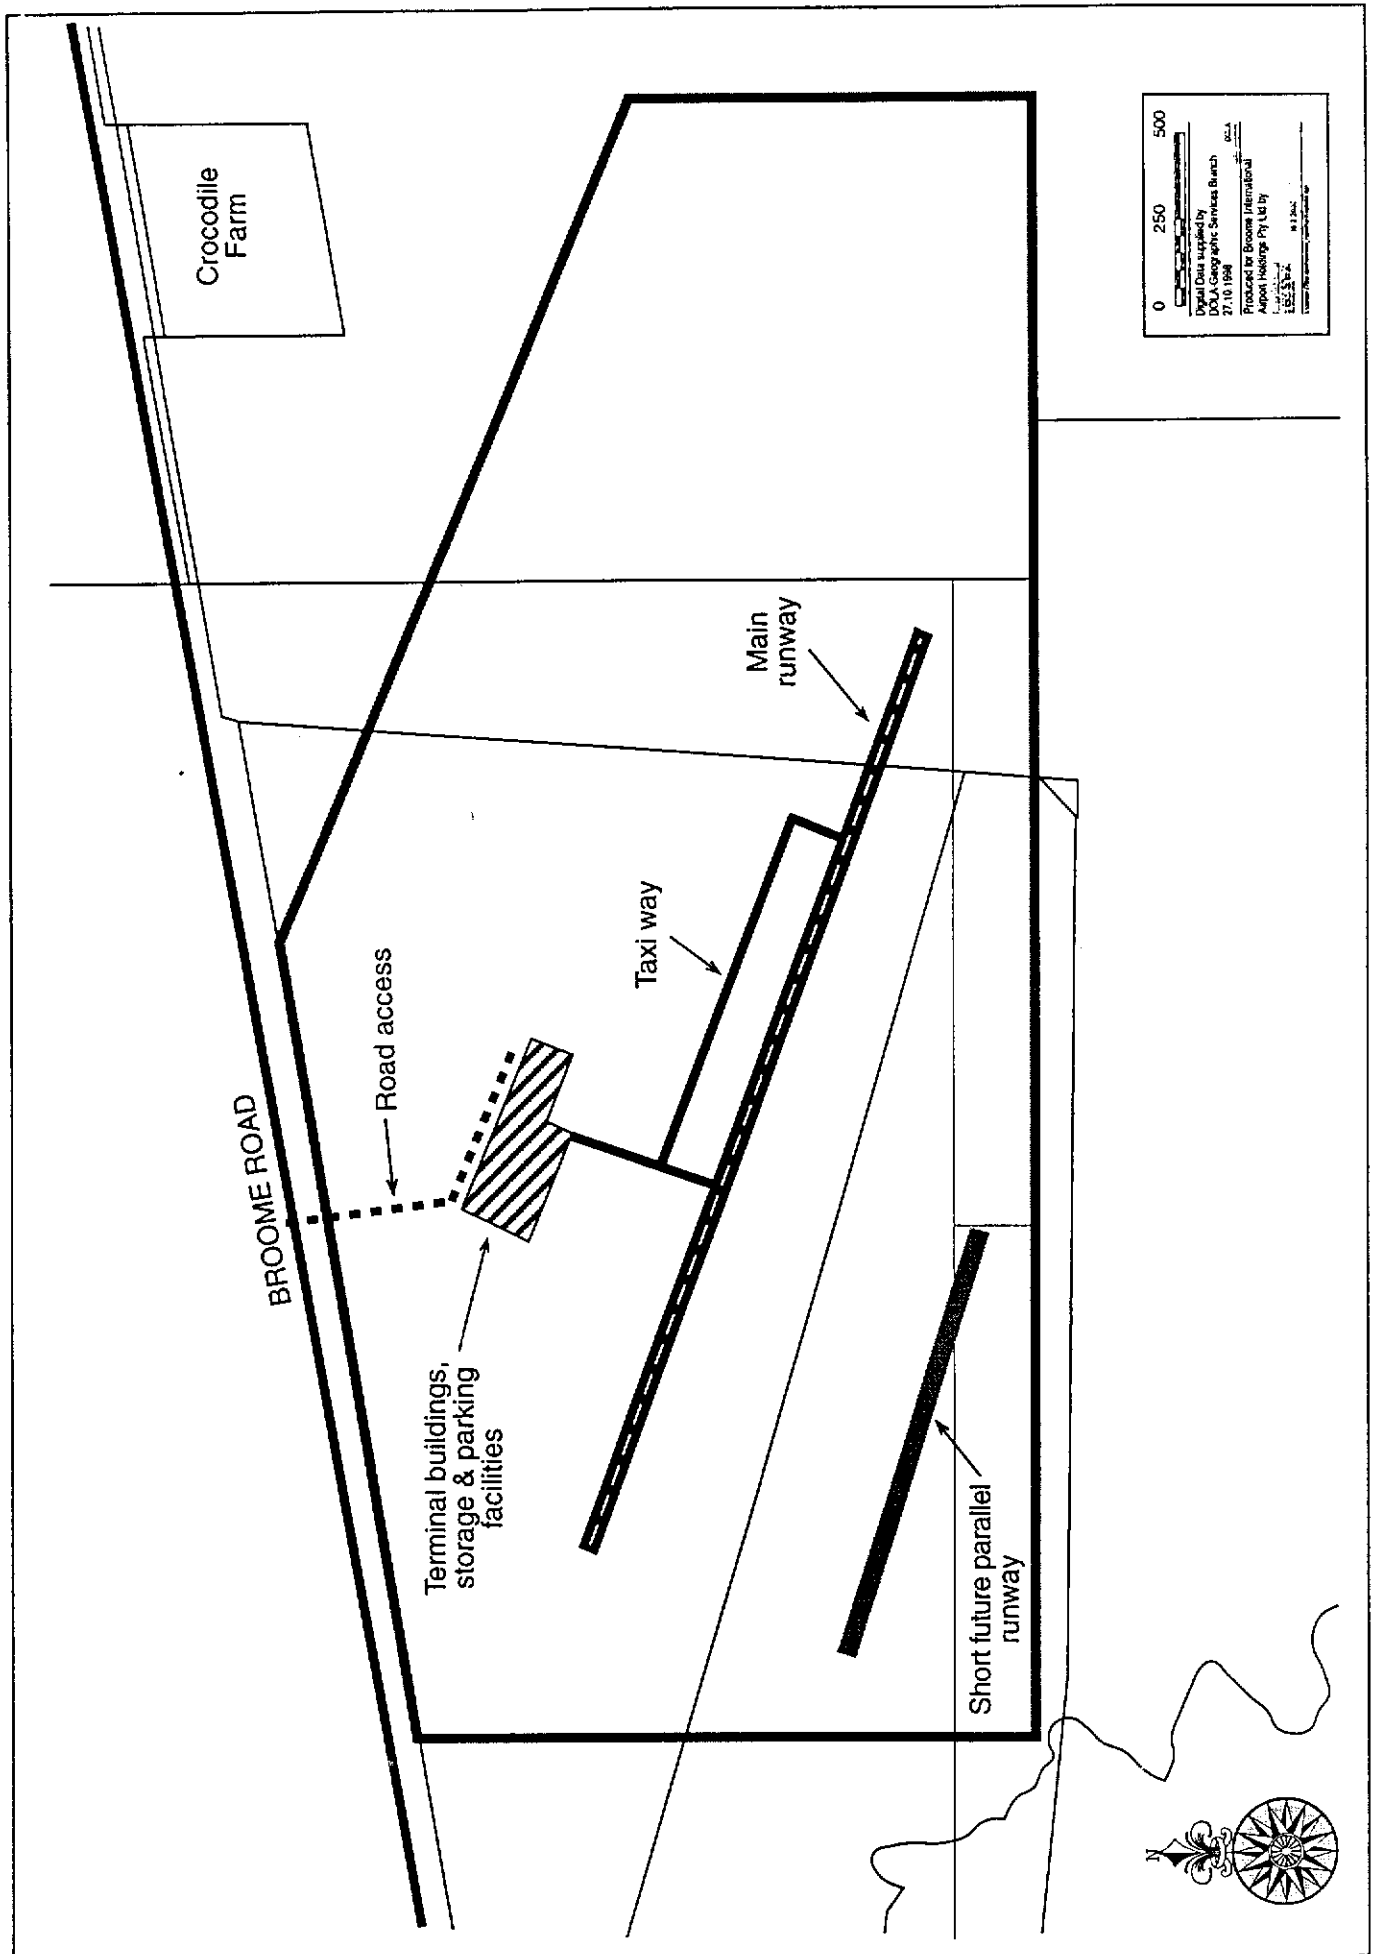 Crocodile
Farm
BROOME ROAD
Road access
Terminal buildings,
storage & parking
facilities
Taxi way
Main
runway
Short future parallel
runway
N
0 250 500
Digital Data supplied by
DOLA Geographic Services Branch
27.10.1998
Produced for Broome International
Airport Holdings Pty Ltd by